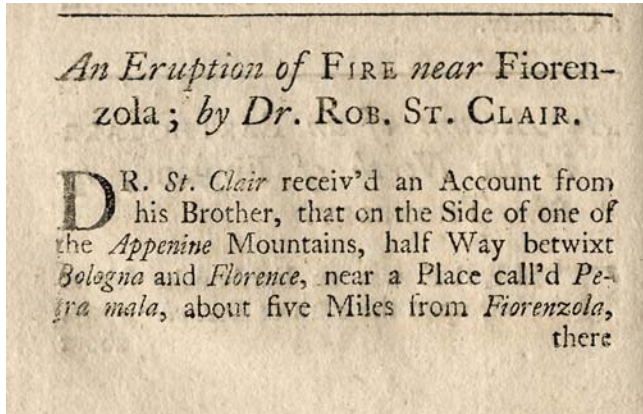 An Eruption of FIRE near Fioren-
zola; by Dr. ROB. ST. CLAIR.
DR. St. Clair receiv'd an Account from
his Brother, that on the Side of one of
the Appenine Mountains, half Way betwixt
Bologna and Florence, near a Place call'd Pe-
tra mala, about five Miles from Fiorenzola,
there